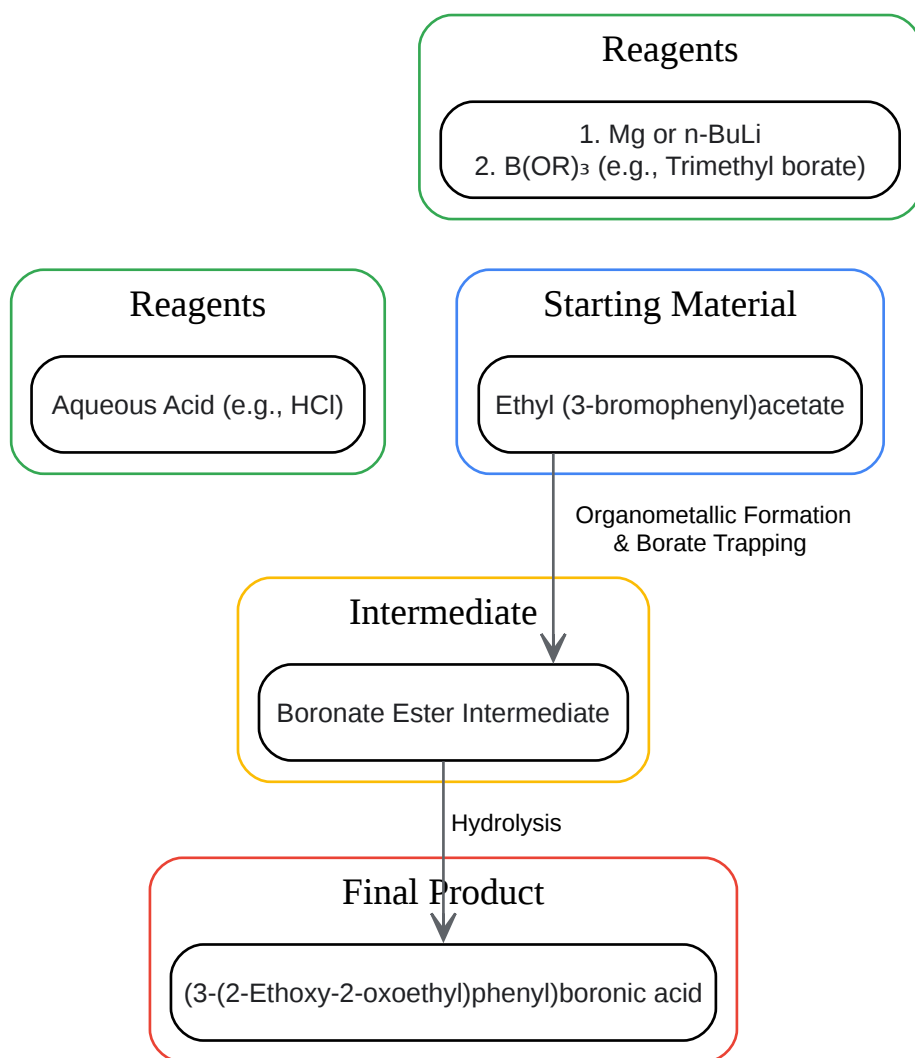 Reagents
1. Mg or n-BuLi
2. B(OR)₃ (e.g., Trimethyl borate)
Reagents
Aqueous Acid (e.g., HCl)
Starting Material
Ethyl (3-bromophenyl)acetate
Organometallic Formation
& Borate Trapping
Intermediate
Boronate Ester Intermediate
Hydrolysis
Final Product
(3-(2-Ethoxy-2-oxoethyl)phenyl)boronic acid